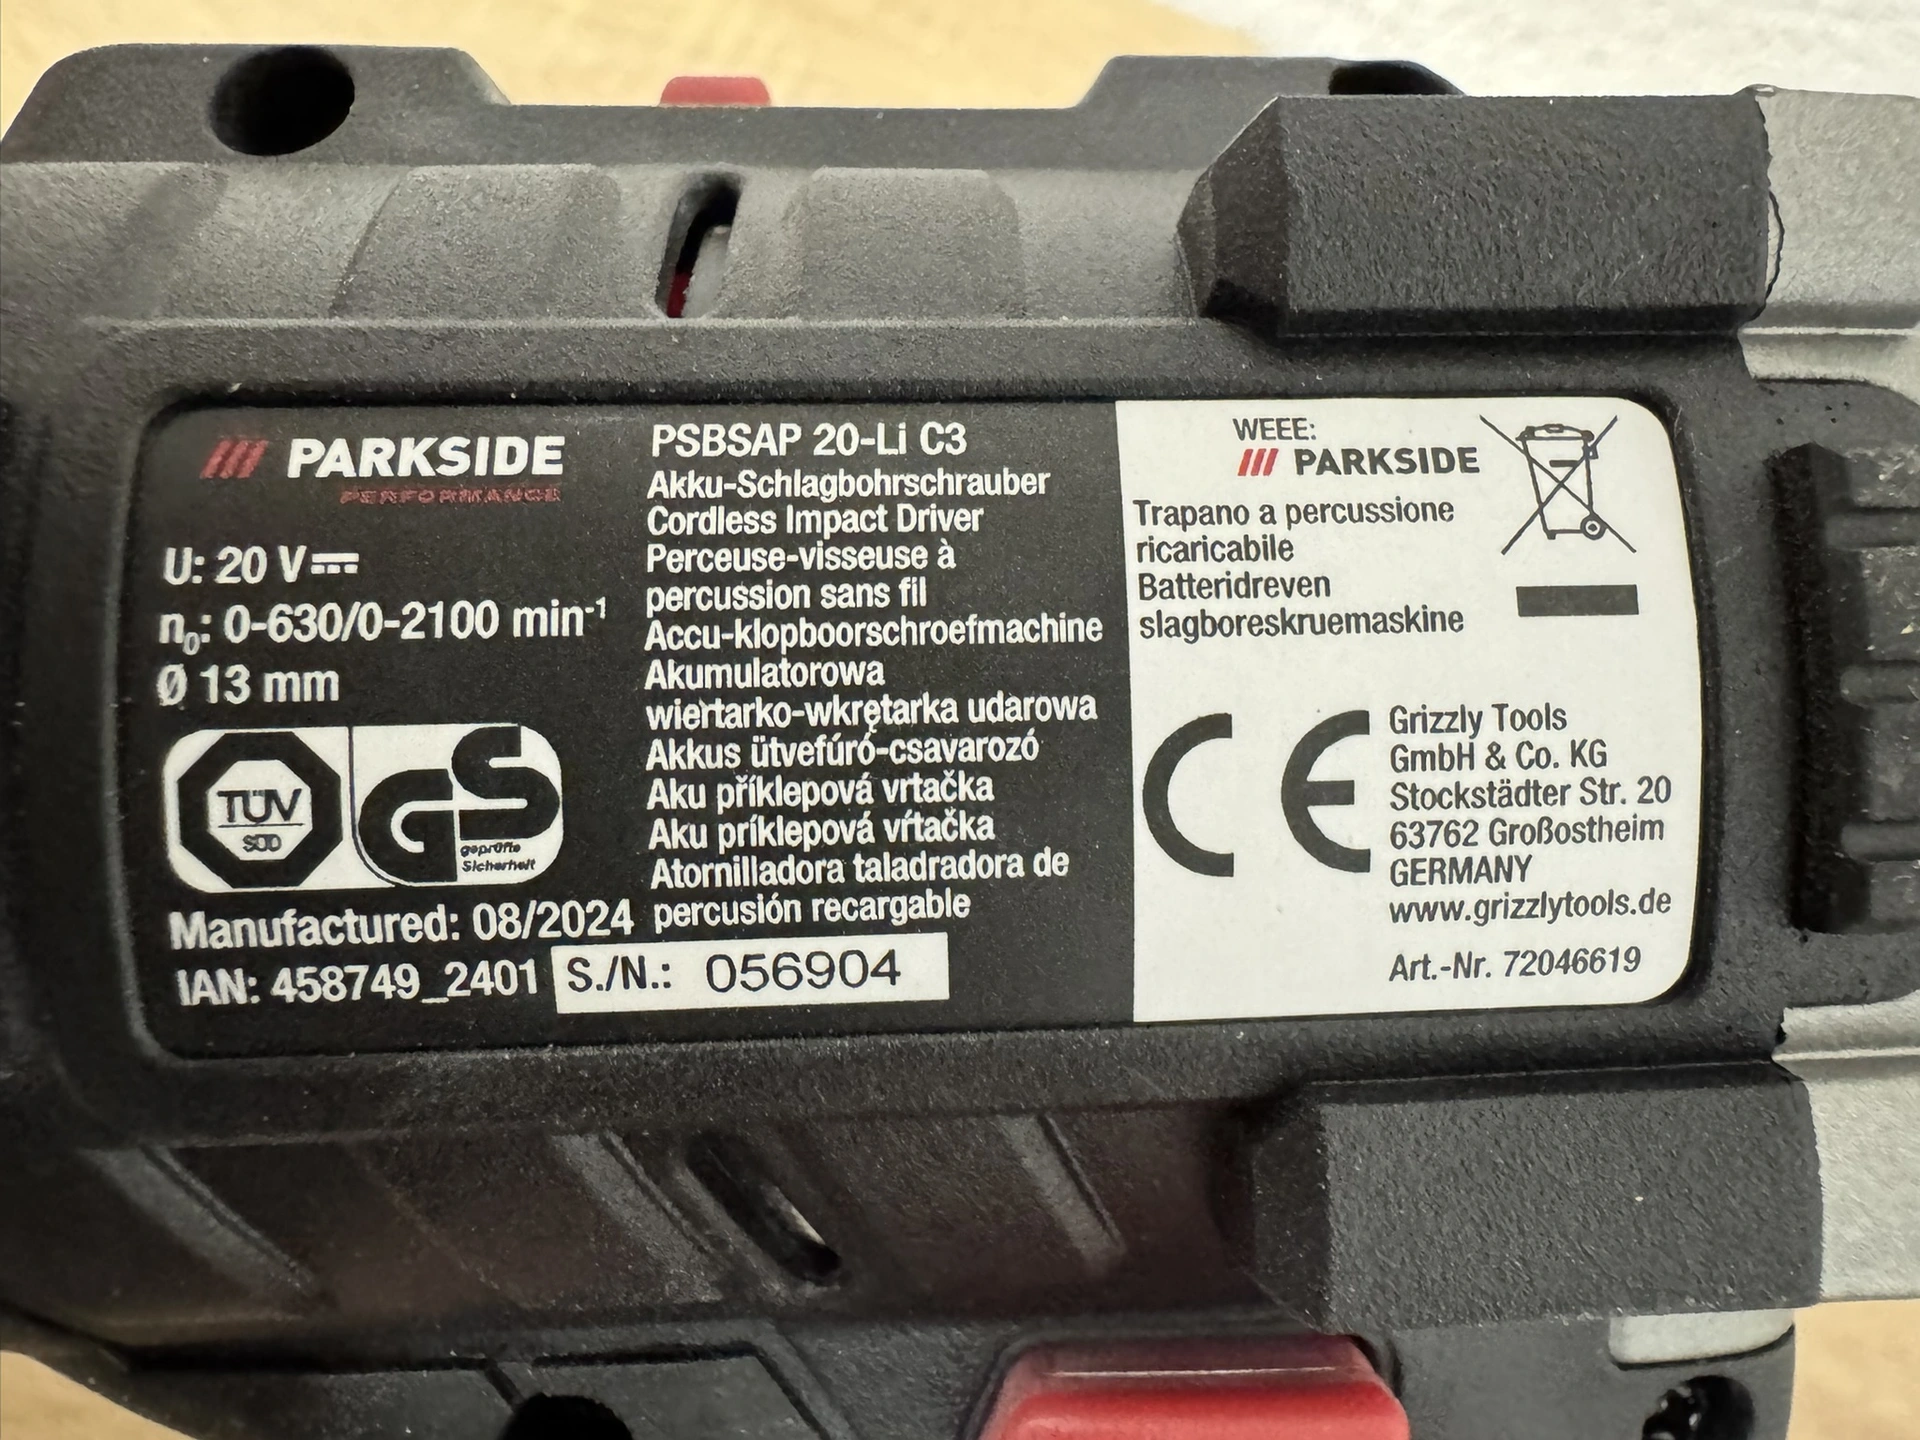 PARKSIDE
PERFORMANCE
U: 20 V
n₀: 0-630/0-2100 min⁻¹
Ø 13 mm
TÜV
SÜD
GS
geprüfte
Sicherheit
Manufactured: 08/2024
IAN: 458749_2401
S./N.: 056904
PSBSAP 20-Li C3
Akku-Schlagbohrschrauber
Cordless Impact Driver
Perceuse-visseuse à
percussion sans fil
Accu-klopboorschroefmachine
Akumulatorowa
wiertarko-wkrętarka udarowa
Akkus ütvefúró-csavarozó
Aku příklepová vrtačka
Aku príklepová vŕtačka
Atornilladora taladradora de
percusión recargable
WEEE:
PARKSIDE
Trapano a percussione
ricaricabile
Batteridreven
slagboreskruemaskine
CE
Grizzly Tools
GmbH & Co. KG
Stockstädter Str. 20
63762 Großostheim
GERMANY
www.grizzlytools.de
Art.-Nr. 72046619